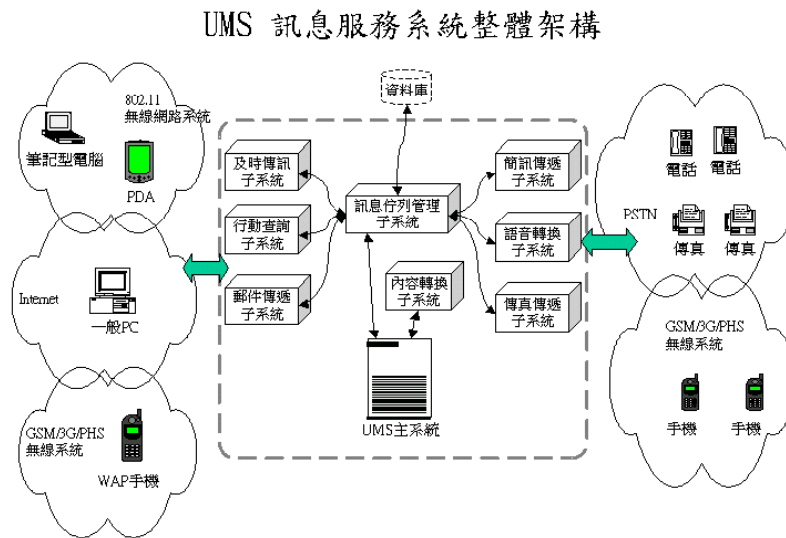 UMS 訊息服務系統整體架構
資料庫
802.11
無線網路系統
筆記型電腦
PDA
Internet
一般PC
GSM/3G/PHS
無線系統
WAP手機
及時傳訊
子系統
行動查詢
子系統
郵件傳遞
子系統
訊息佇列管理
子系統
內容轉換
子系統
UMS主系統
簡訊傳遞
子系統
語音轉換
子系統
傳真傳遞
子系統
電話
電話
PSTN
傳真
傳真
GSM/3G/PHS
無線系統
手機
手機